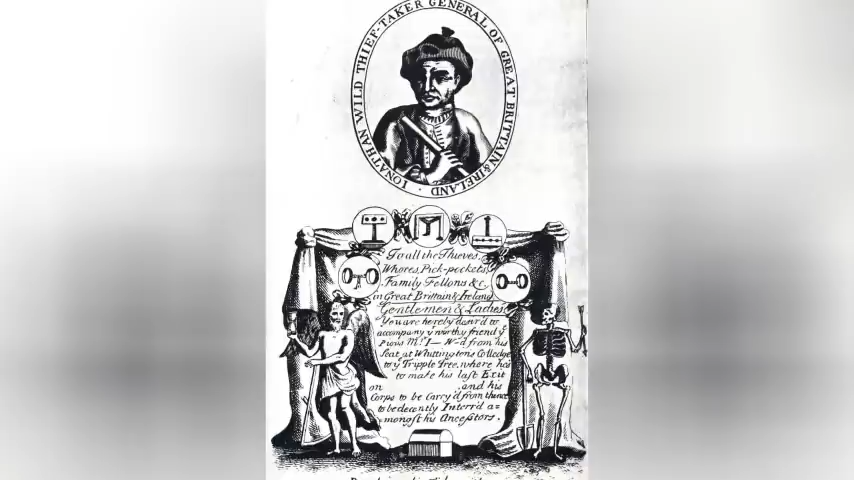 IONATHAN WILD THIEF-TAKER GENERAL OF GREAT BRITTAIN & IRELAND
To all the Thieves,
Whores, Pick-pockets,
Family Fellons &c.
in Great Brittain & Ireland
Gentlemen & Ladies
You are hereby desir'd to
accompany yͤ worthy friend yͤ
Pious Mͬ. I— W—d from his
Seat at Whittingtons Colledge
to yͤ Tripple Tree, where he's
to make his last Exit
on , and his
Corps to be Carry'd from thence
to be decently Interr'd a=
mongst his Ancestors.